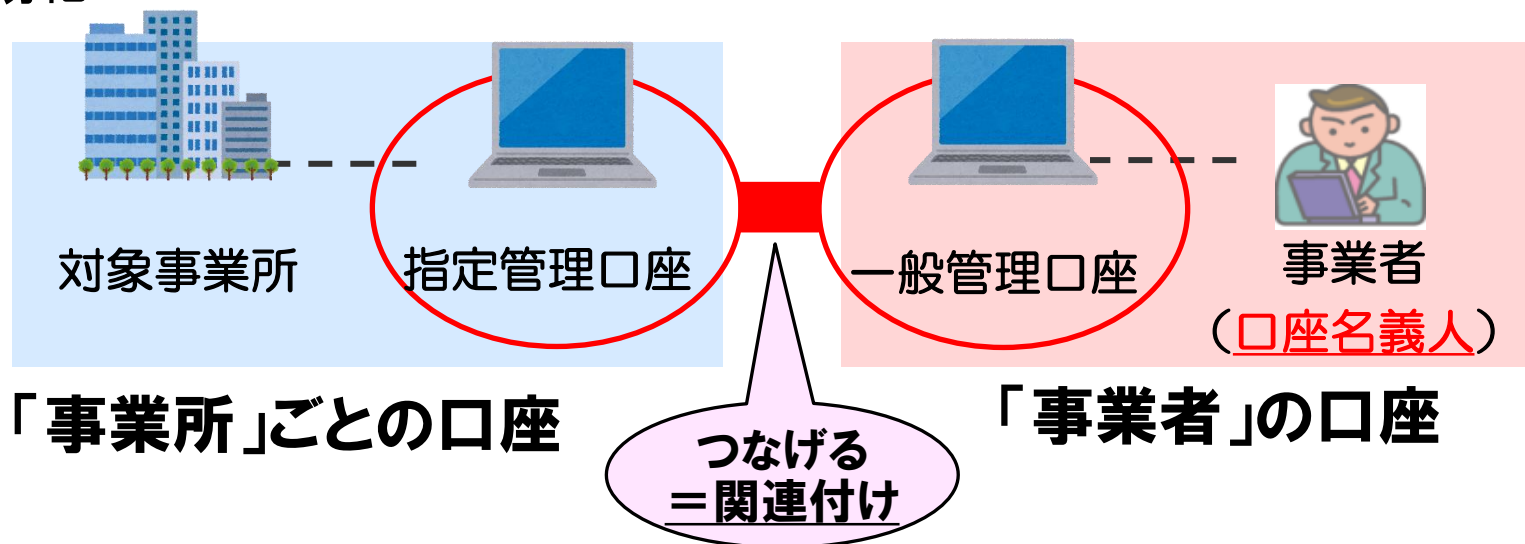 対象事業所
指定管理口座
一般管理口座
事業者
（口座名義人）
「事業所」ごとの口座
「事業者」の口座
つなげる
＝関連付け